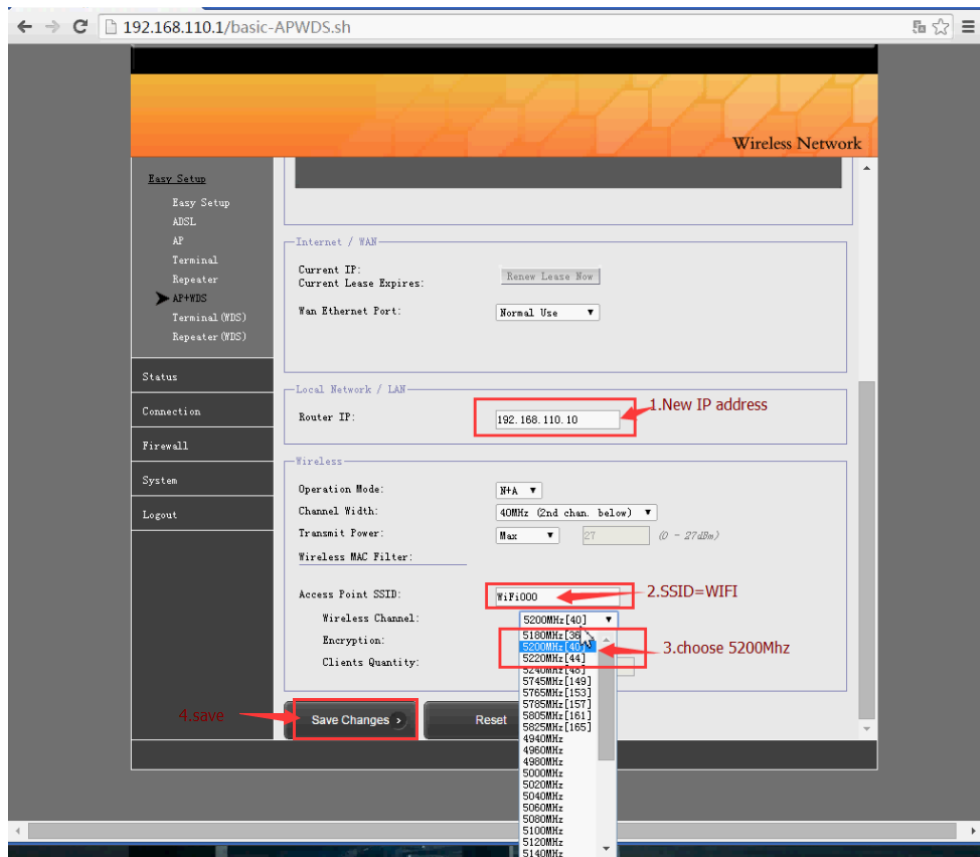 192.168.110.1/basic-APWDS.sh
Wireless Network
Easy Setup
Easy Setup
ADSL
AP
Terminal
Repeater
AP+WDS
Terminal(WDS)
Repeater(WDS)
Status
Connection
Firewall
System
Logout
Internet / WAN
Current IP:
Renew Lease Now
Current Lease Expires:
Wan Ethernet Port: Normal Use
Local Network / LAN
Router IP: 192.168.110.10
1.New IP address
Wireless
Operation Mode: N+A
Channel Width: 40MHz (2nd chan. below)
Transmit Power: Max 27 (0 - 27dBm)
Wireless MAC Filter:
Access Point SSID: WiFi000
2.SSID=WIFI
Wireless Channel: 5200MHz[40]
Encryption:
Clients Quantity:
5180MHz[36
5200MHz[40]
5220MHz[44]
5240MHz[48]
5745MHz[149]
5765MHz[153]
5785MHz[157]
5805MHz[161]
5825MHz[165]
4940MHz
4960MHz
4980MHz
5000MHz
5020MHz
5040MHz
5060MHz
5080MHz
5100MHz
5120MHz
5140MHz
3.choose 5200Mhz
4.save
Save Changes
Reset